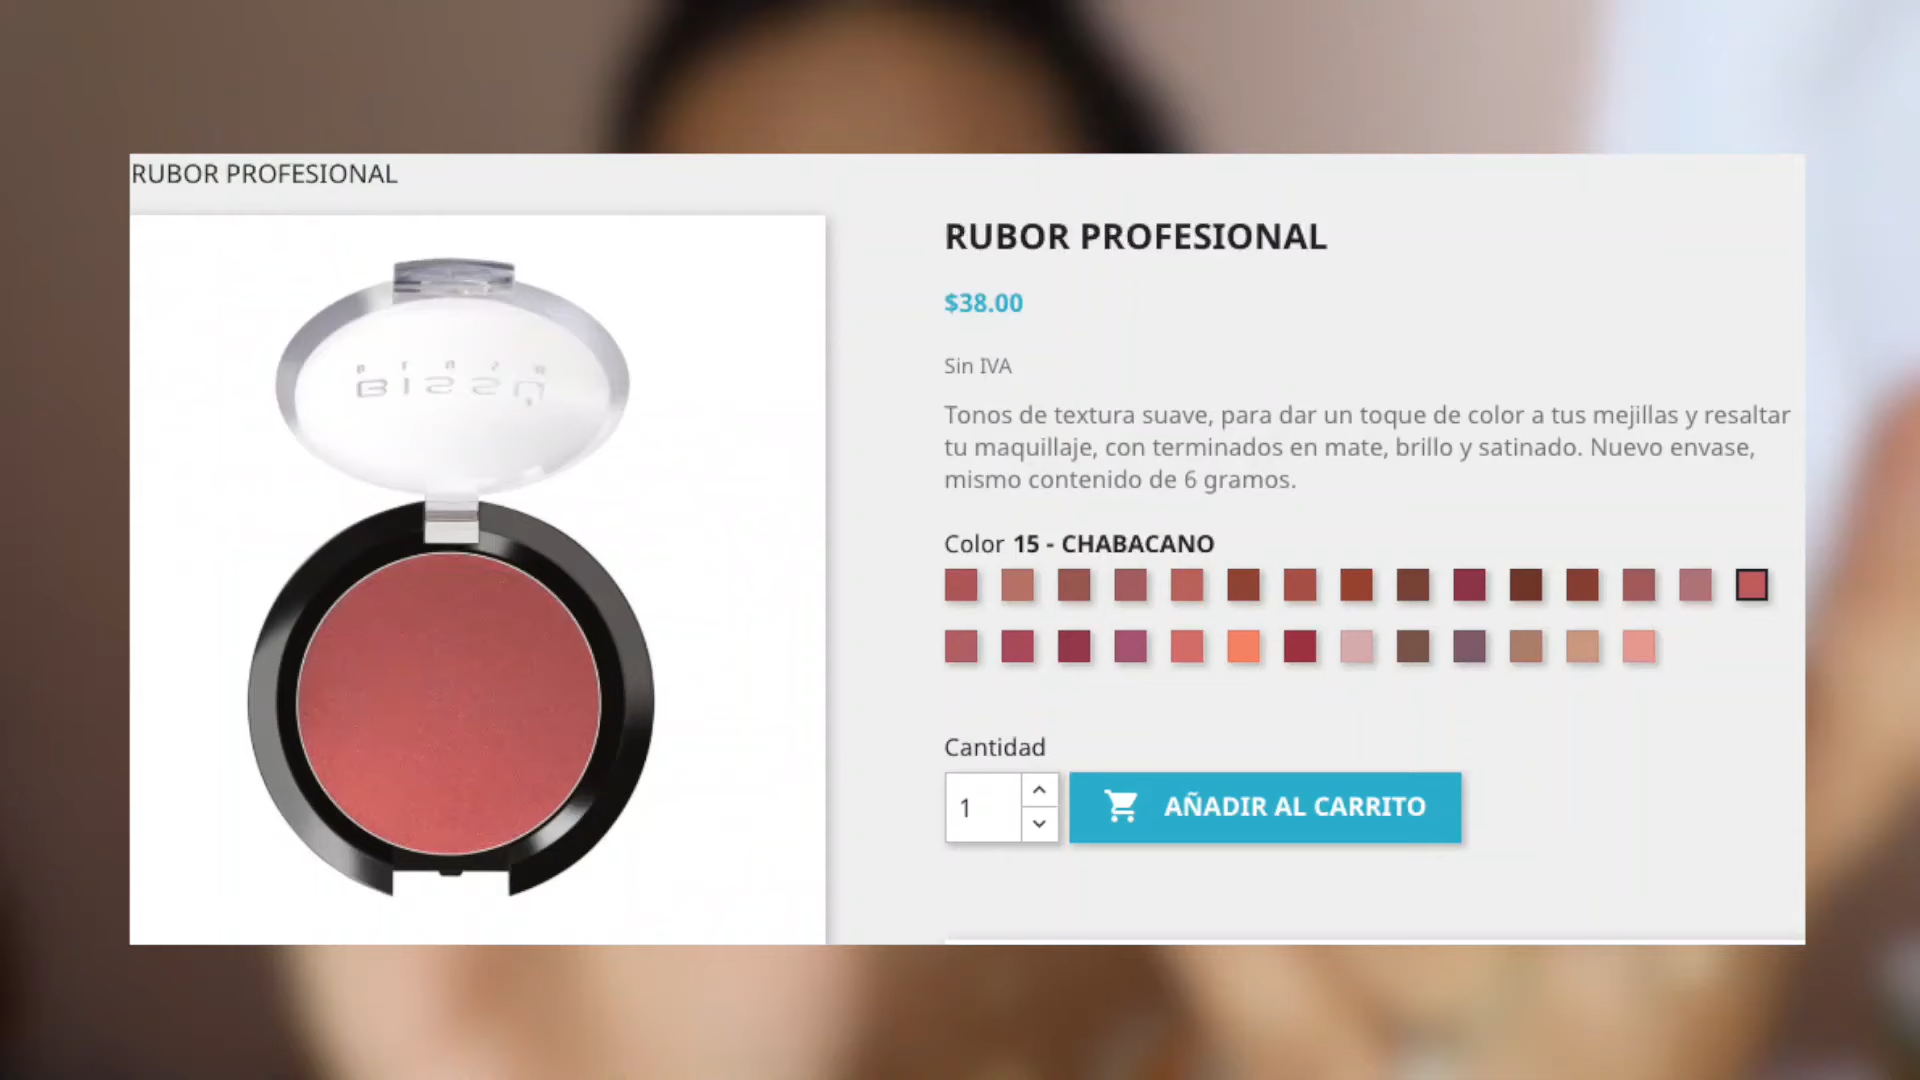 RUBOR PROFESIONAL
RUBOR PROFESIONAL
$38.00
Sin IVA
Tonos de textura suave, para dar un toque de color a tus mejillas y resaltar
tu maquillaje, con terminados en mate, brillo y satinado. Nuevo envase,
mismo contenido de 6 gramos.
Color 15 - CHABACANO
Cantidad
1
AÑADIR AL CARRITO